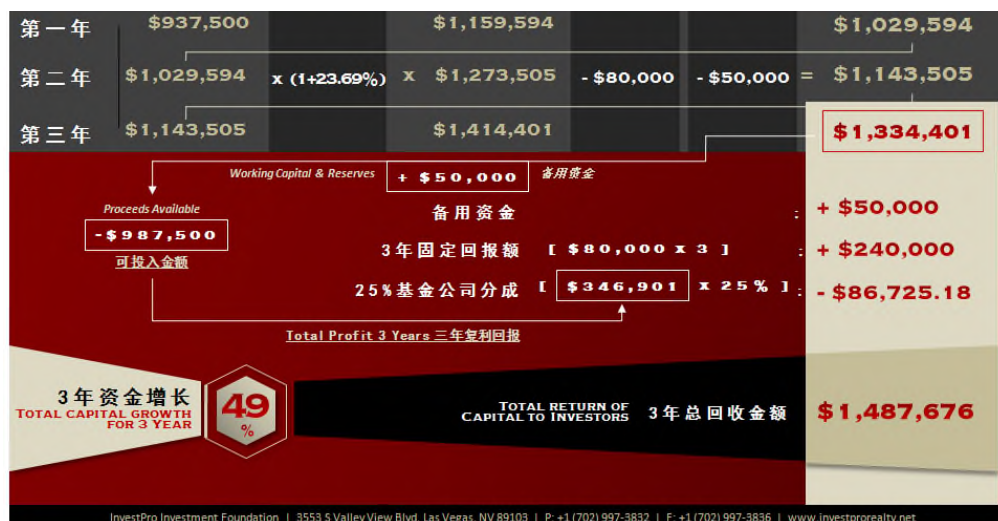 第一年 $937,500 $1,159,594 $1,029,594
第二年 $1,029,594 x (1+23.69%) x $1,273,505 - $80,000 - $50,000 = $1,143,505
第三年 $1,143,505 $1,414,401 $1,334,401
Working Capital & Reserves + $50,000 备用资金
Proceeds Available
-$987,500
可投入金额
备用资金 : + $50,000
3年固定回报额 [ $80,000 x 3 ] : + $240,000
25%基金公司分成 [ $346,901 x 25% ] : - $86,725.18
Total Profit 3 Years 三年复利回报
3年资金增长
TOTAL CAPITAL GROWTH
FOR 3 YEAR
49
%
TOTAL RETURN OF
CAPITAL TO INVESTORS
3年总回收金额
$1,487,676
InvestPro Investment Foundation | 3553 S Valley View Blvd, Las Vegas, NV 89103 | P: +1 (702) 997-3832 | F: +1 (702) 997-3836 | www.investprorealty.net